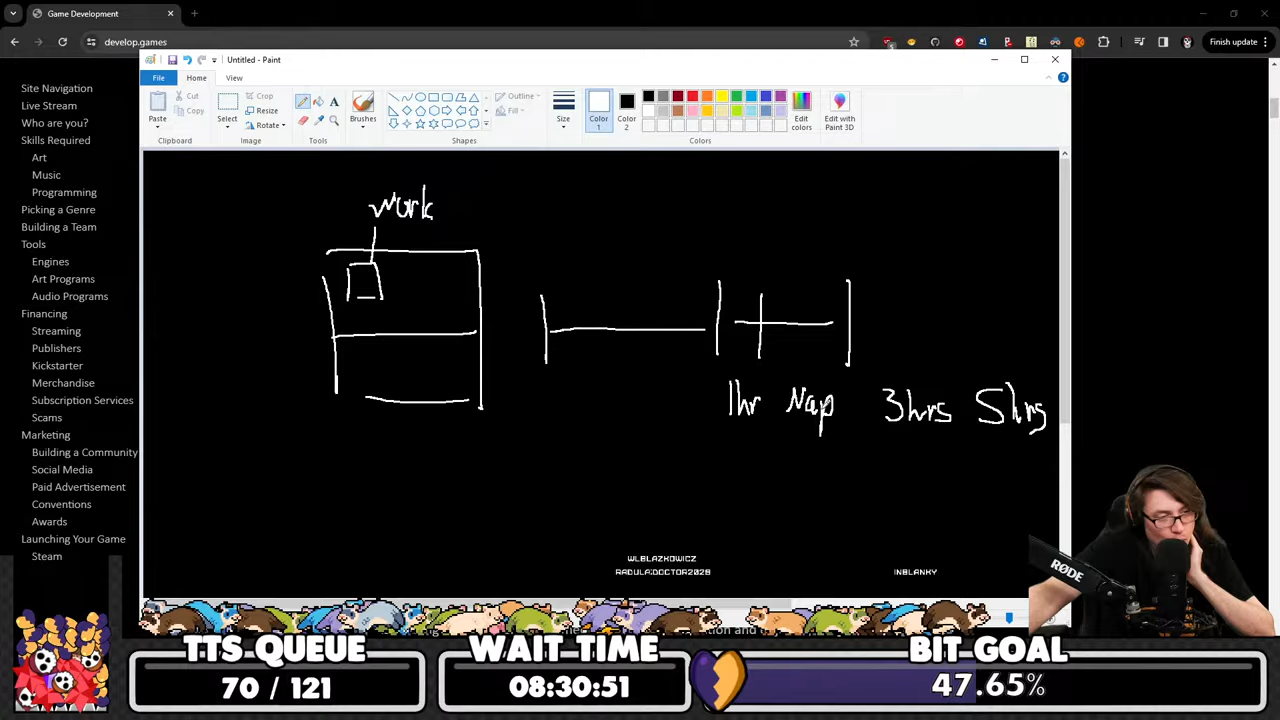 Game Development
develop.games
Finish update
Site Navigation
Live Stream
Who are you?
Skills Required
Art
Music
Programming
Picking a Genre
Building a Team
Tools
Engines
Art Programs
Audio Programs
Financing
Streaming
Publishers
Kickstarter
Merchandise
Subscription Services
Scams
Marketing
Building a Community
Social Media
Paid Advertisement
Conventions
Awards
Launching Your Game
Steam
Untitled - Paint
File Home View
Paste
Cut
Copy
Clipboard
Select
Crop
Resize
Rotate
Image
Tools
Brushes
Outline
Fill
Shapes
Size
Color 1
Color 2
Edit colors
Colors
Edit with Paint 3D
work
1hr Nap 3hrs 5hrs
WLBLAZKOWICZ
RADULAIDOCTOR2028
INBLANKY
RØDE
TTS QUEUE
70 / 121
WAIT TIME
08:30:51
BIT GOAL
47.65%